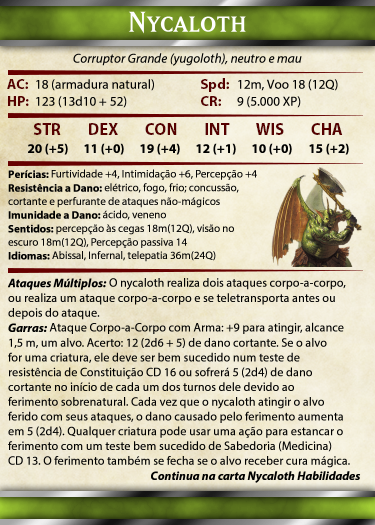 NYCALOTH
Corruptor Grande (yugoloth), neutro e mau
AC: 18 (armadura natural) Spd: 12m, Voo 18 (12Q)
HP: 123 (13d10 + 52) CR: 9 (5.000 XP)
STR DEX CON INT WIS CHA
20 (+5) 11 (+0) 19 (+4) 12 (+1) 10 (+0) 15 (+2)
Perícias: Furtividade +4, Intimidação +6, Percepção +4
Resistência a Dano: elétrico, fogo, frio; concussão,
cortante e perfurante de ataques não-mágicos
Imunidade a Dano: ácido, veneno
Sentidos: percepção às cegas 18m(12Q), visão no
escuro 18m(12Q), Percepção passiva 14
Idiomas: Abissal, Infernal, telepatia 36m(24Q)
Ataques Múltiplos: O nycaloth realiza dois ataques corpo-a-corpo,
ou realiza um ataque corpo-a-corpo e se teletransporta antes ou
depois do ataque.
Garras: Ataque Corpo-a-Corpo com Arma: +9 para atingir, alcance
1,5 m, um alvo. Acerto: 12 (2d6 + 5) de dano cortante. Se o alvo
for uma criatura, ele deve ser bem sucedido num teste de
resistência de Constituição CD 16 ou sofrerá 5 (2d4) de dano
cortante no início de cada um dos turnos dele devido ao
ferimento sobrenatural. Cada vez que o nycaloth atingir o alvo
ferido com seus ataques, o dano causado pelo ferimento aumenta
em 5 (2d4). Qualquer criatura pode usar uma ação para estancar o
ferimento com um teste bem sucedido de Sabedoria (Medicina)
CD 13. O ferimento também se fecha se o alvo receber cura mágica.
Continua na carta Nycaloth Habilidades